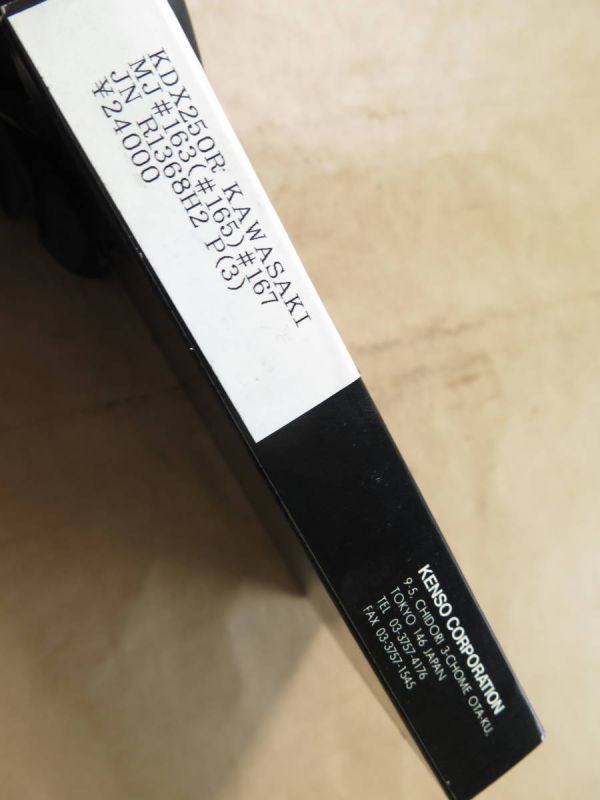 KDX250R KAWASAKI
MJ #163(#165)#167
JN R1368H2 P(3)
¥24000
KENSO CORPORATION
9-5, CHIDORI 3-CHOME OTA-KU,
TOKYO 146 JAPAN
TEL 03-3757-4176
FAX 03-3757-1545